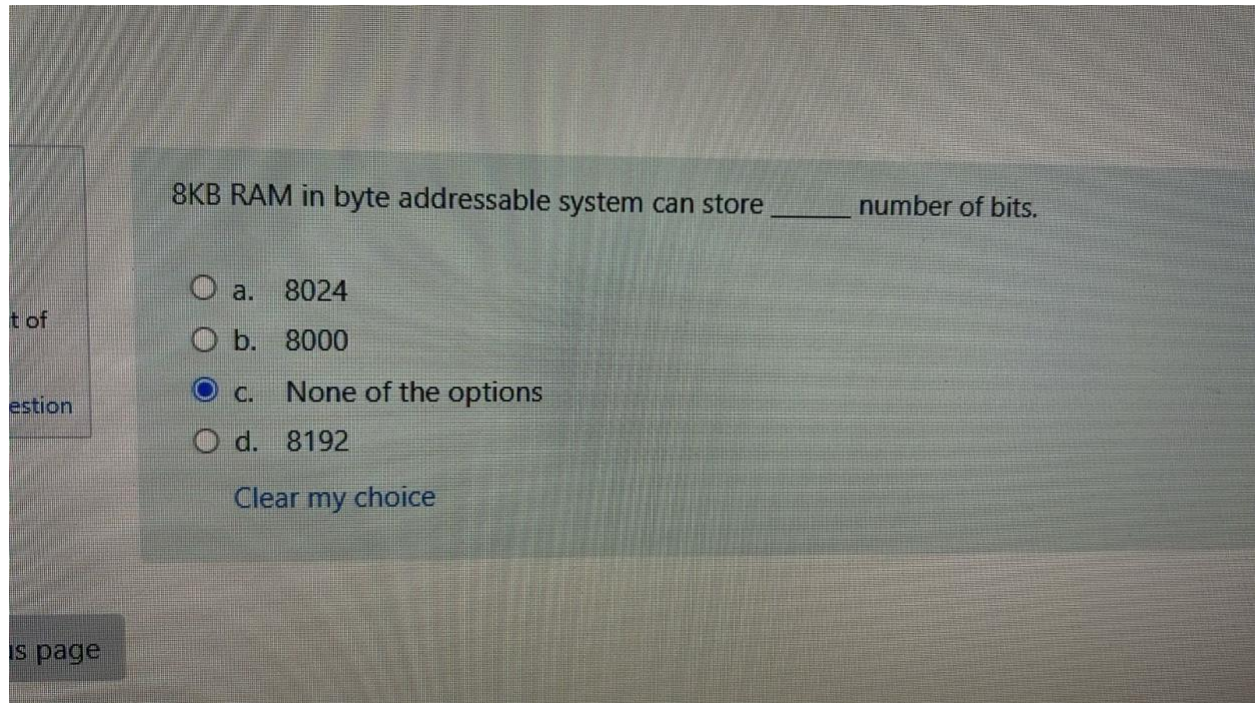 8KB RAM in byte addressable system can store ______ number of bits.
a. 8024
t of
b. 8000
c. None of the options
estion
d. 8192
Clear my choice
s page